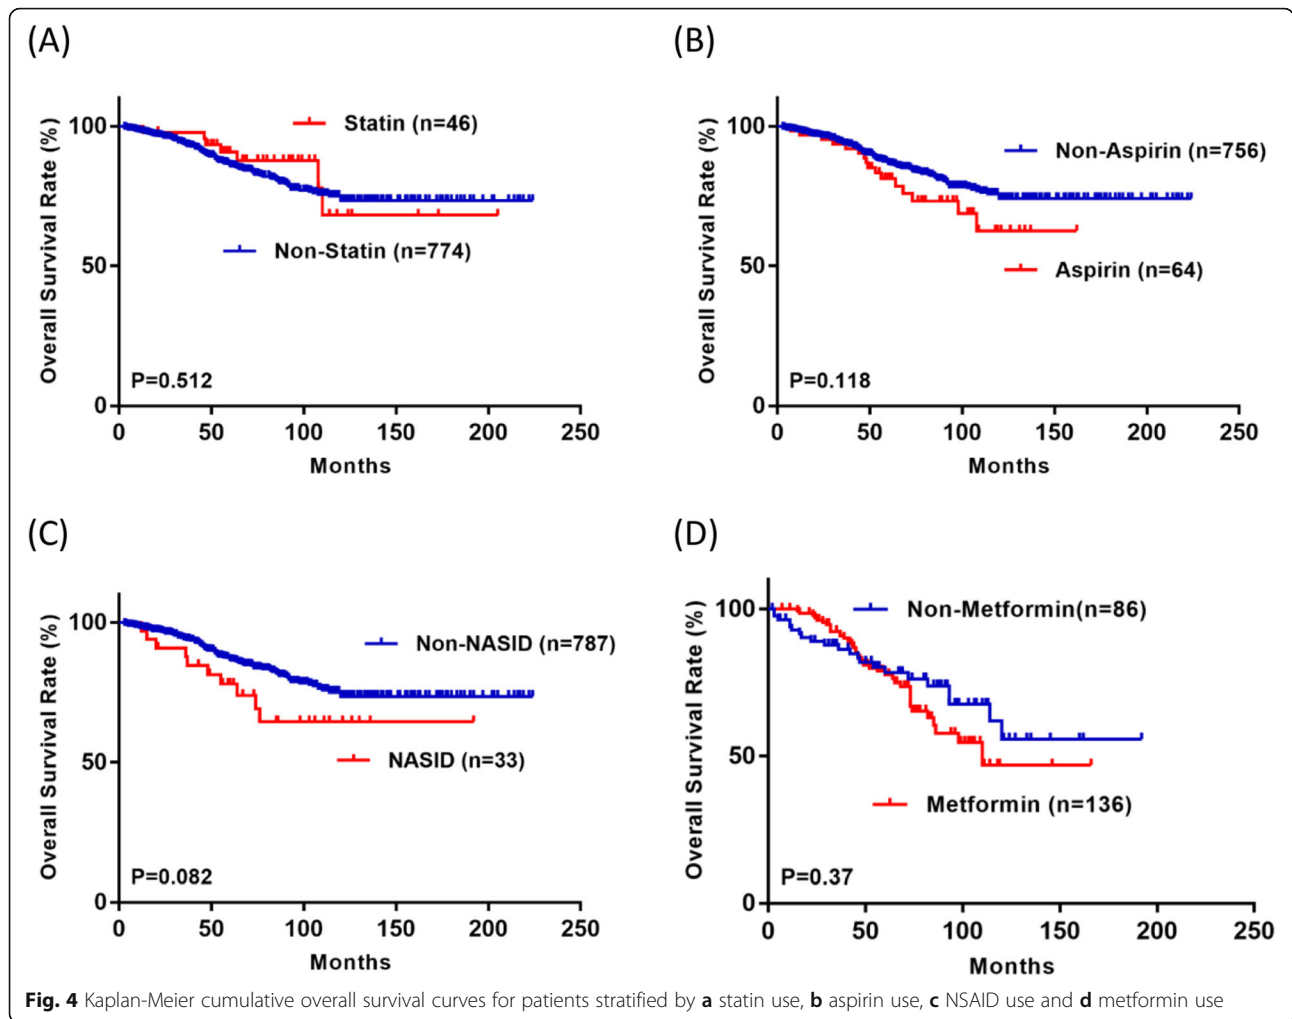 (A)
Overall Survival Rate (%)
100
50
0
Statin (n=46)
Non-Statin (n=774)
P=0.512
0 50 100 150 200 250
Months
(B)
Overall Survival Rate (%)
100
50
0
Non-Aspirin (n=756)
Aspirin (n=64)
P=0.118
0 50 100 150 200 250
Months
(C)
Overall Survival Rate (%)
100
50
0
Non-NASID (n=787)
NASID (n=33)
P=0.082
0 50 100 150 200 250
Months
(D)
Overall Survival Rate (%)
100
50
0
Non-Metformin(n=86)
Metformin (n=136)
P=0.37
0 50 100 150 200 250
Months
Fig. 4 Kaplan-Meier cumulative overall survival curves for patients stratified by a statin use, b aspirin use, c NSAID use and d metformin use